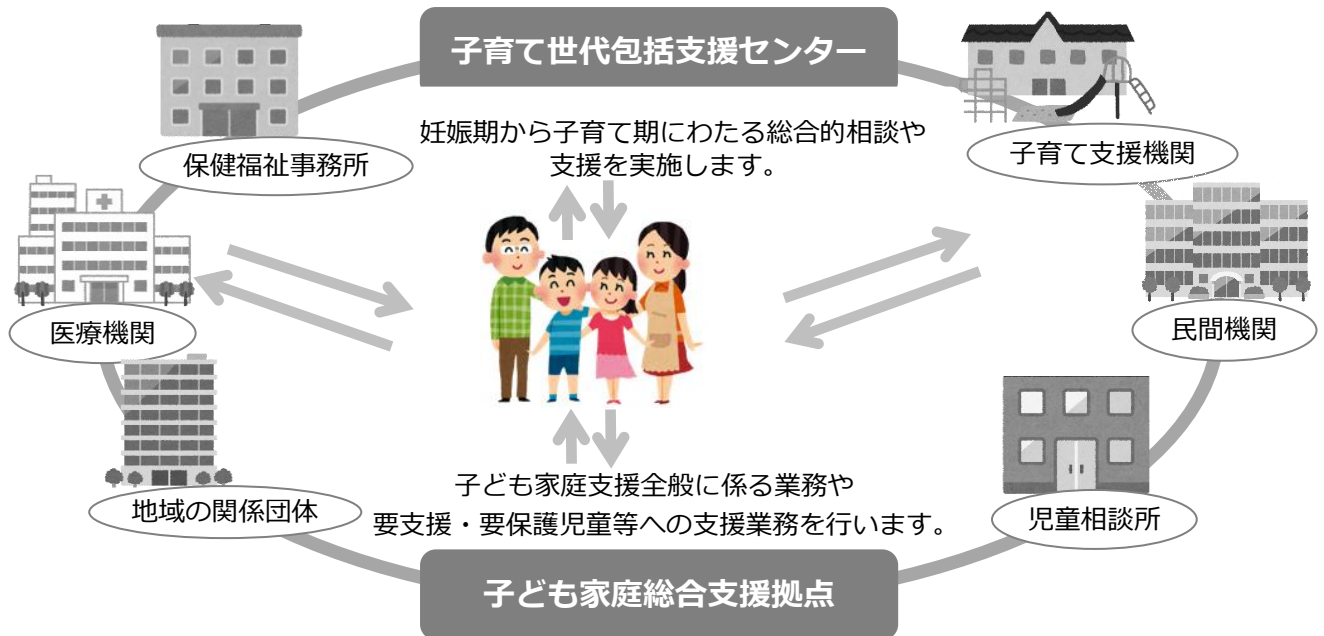 子育て世代包括支援センター
妊娠期から子育て期にわたる総合的相談や
支援を実施します。
保健福祉事務所
子育て支援機関
医療機関
民間機関
地域の関係団体
児童相談所
子ども家庭支援全般に係る業務や
要支援・要保護児童等への支援業務を行います。
子ども家庭総合支援拠点